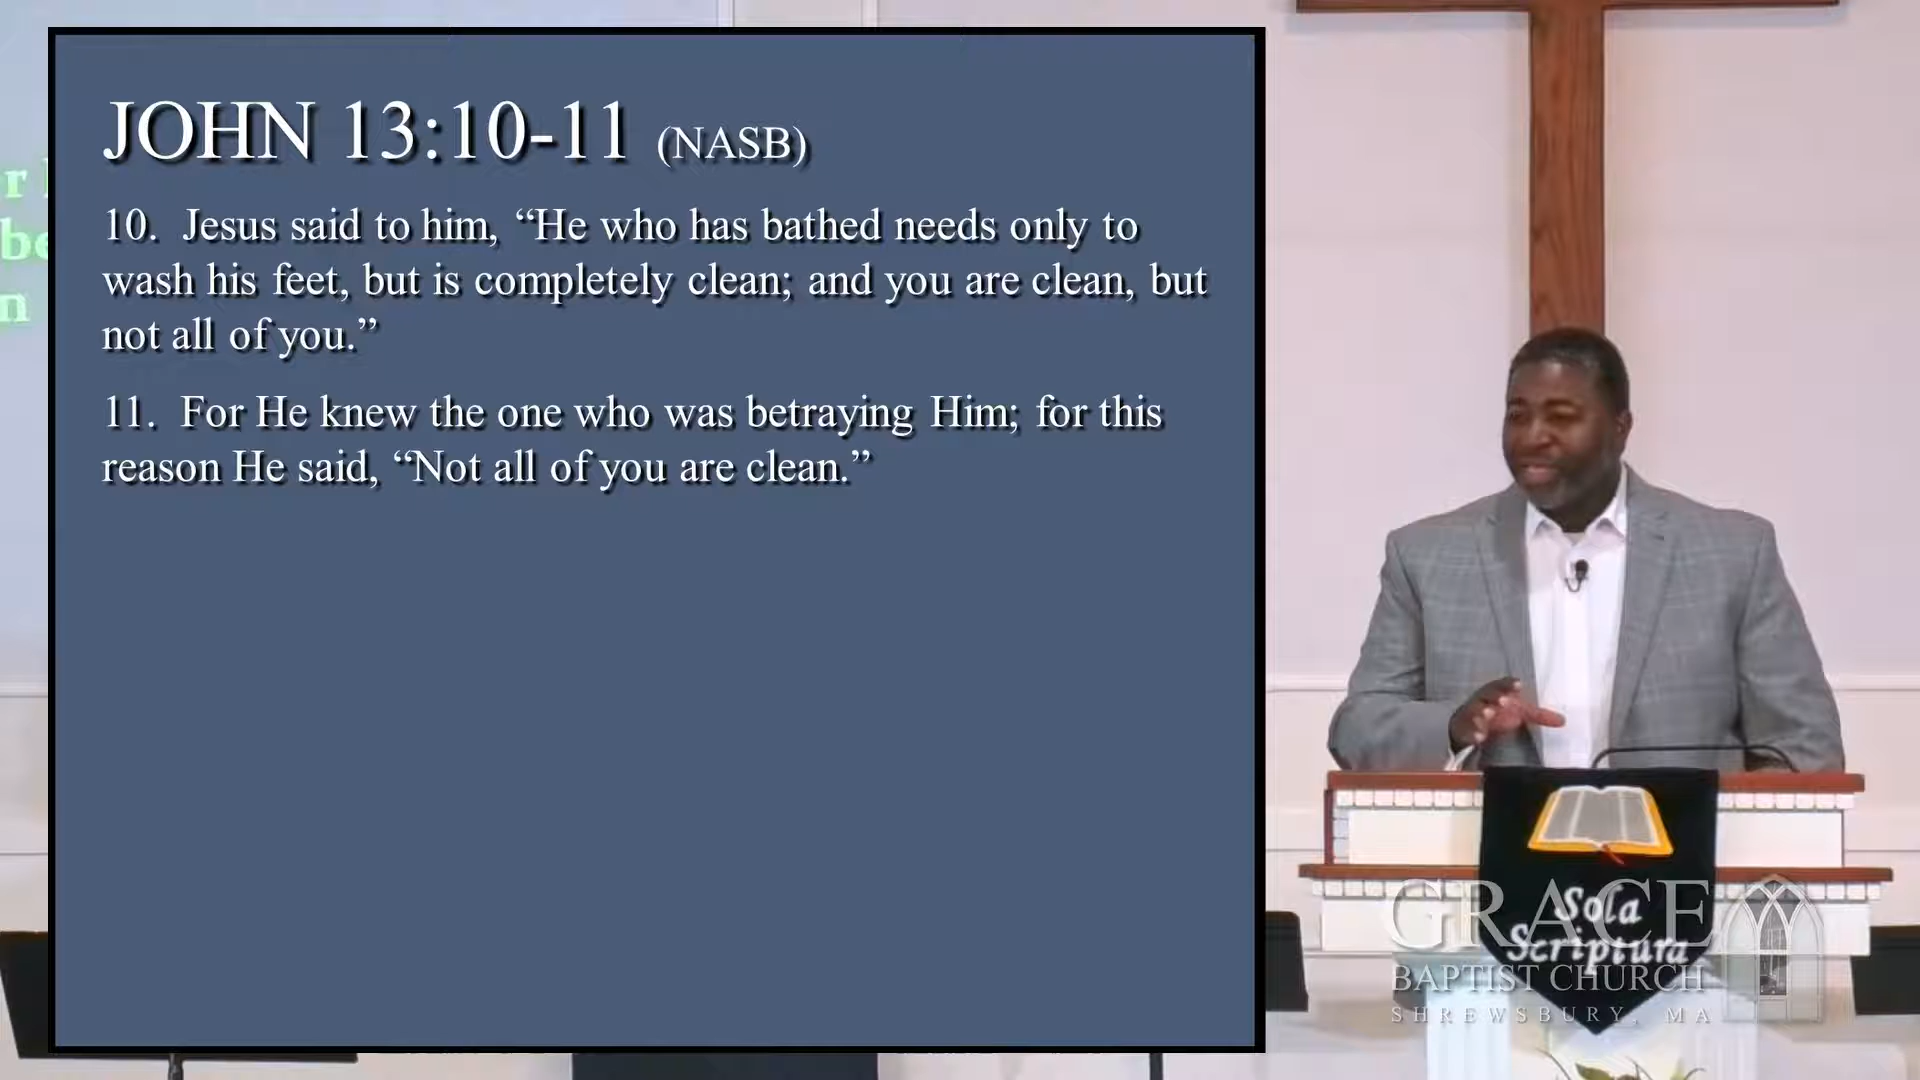 JOHN 13:10-11 (NASB)
10. Jesus said to him, “He who has bathed needs only to
wash his feet, but is completely clean; and you are clean, but
not all of you.”
11. For He knew the one who was betraying Him; for this
reason He said, “Not all of you are clean.”
Sola
Scriptura
GRACE
BAPTIST CHURCH
SHREWSBURY, MA